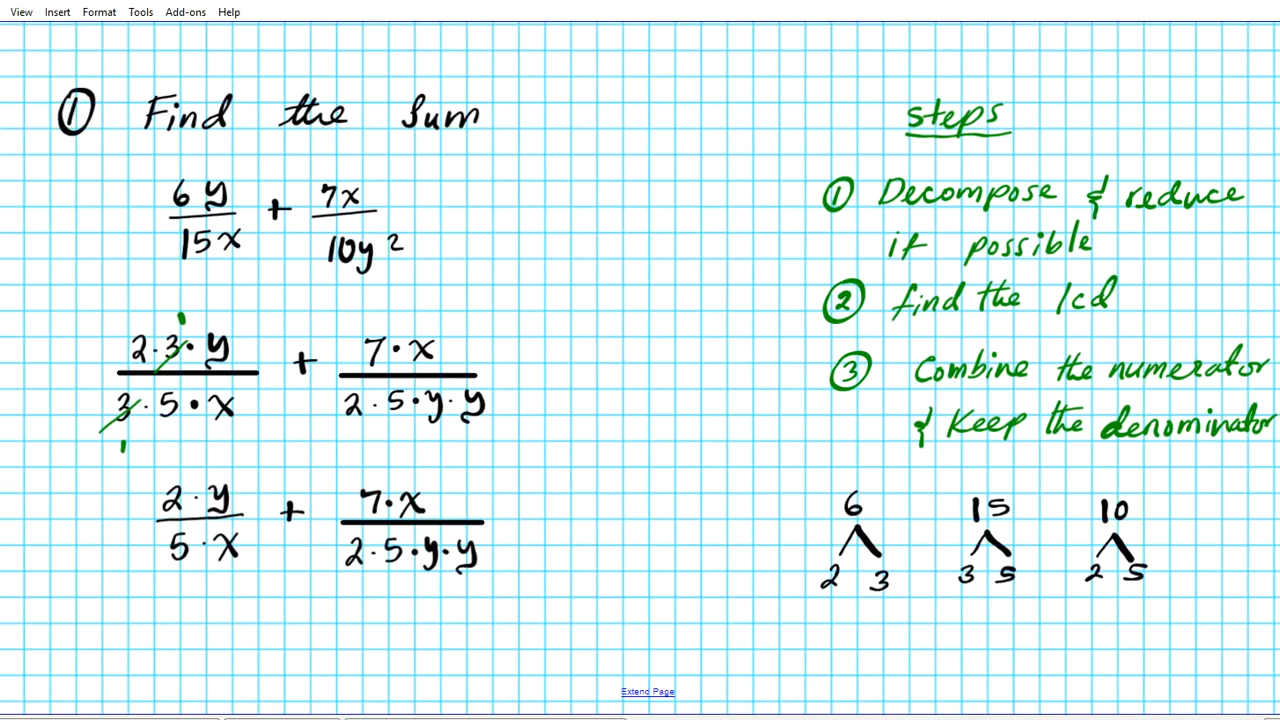 View Insert Format Tools Add-ons Help
① Find the Sum
6y/15x + 7x/10y²
2·3·y/3·5·x + 7·x/2·5·y·y
1
1
2·y/5·x + 7·x/2·5·y·y
steps
① Decompose & reduce
if possible
② find the lcd
③ Combine the numerator
& Keep the denominator
6 15 10
2 3 3 5 2 5
Extend Page